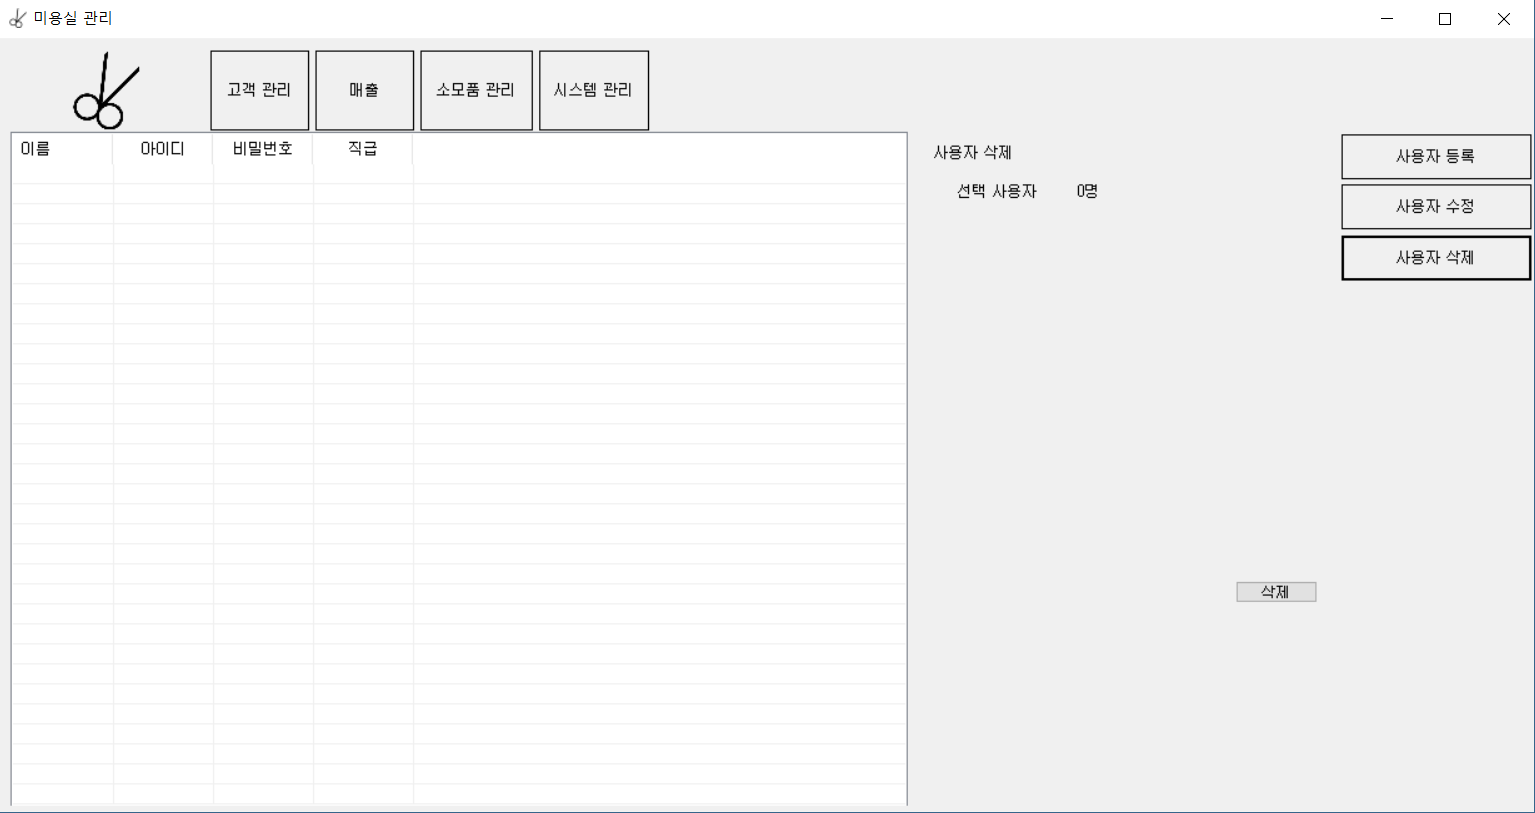 미용실 관리
고객 관리 매출 소모품 관리 시스템 관리
이름 아이디 비밀번호 직급
사용자 삭제
선택 사용자 0명
사용자 등록
사용자 수정
사용자 삭제
삭제